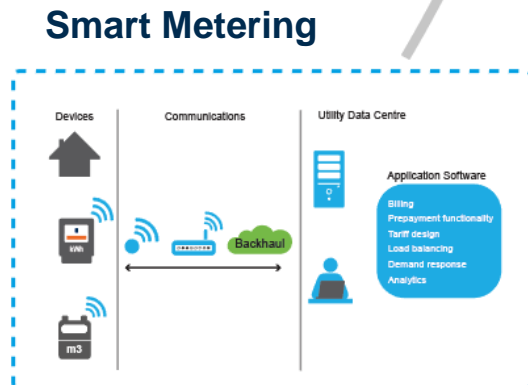 Smart Metering
Devices
Communications
Utility Data Centre
Application Software
Billing
Prepayment functionality
Tariff design
Load balancing
Demand response
Analytics
kWh
Backhaul
m3